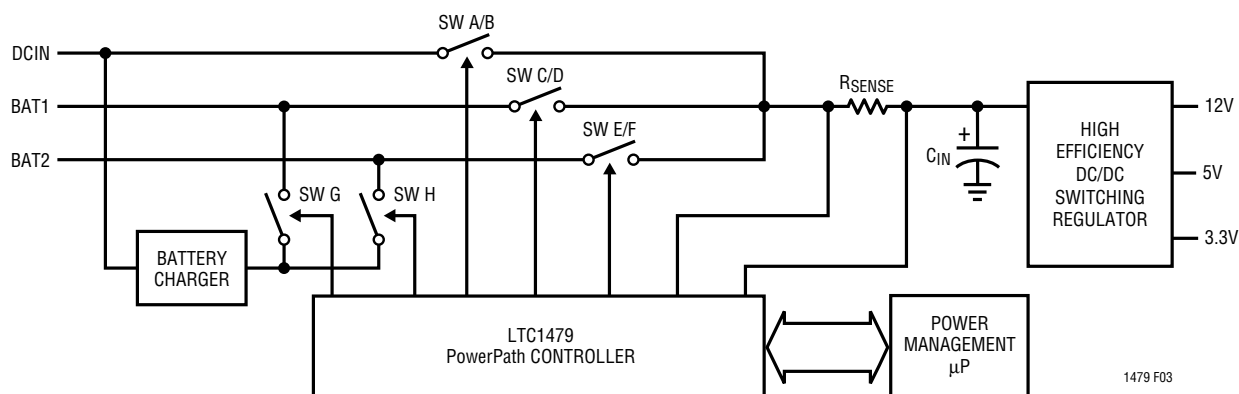 SW A/B
DCIN
SW C/D
BAT1
RSENSE
12V
SW E/F
BAT2
+
CIN
HIGH
EFFICIENCY
DC/DC
SWITCHING
REGULATOR
5V
3.3V
SW G
SW H
BATTERY
CHARGER
LTC1479
PowerPath CONTROLLER
POWER
MANAGEMENT
µP
1479 F03